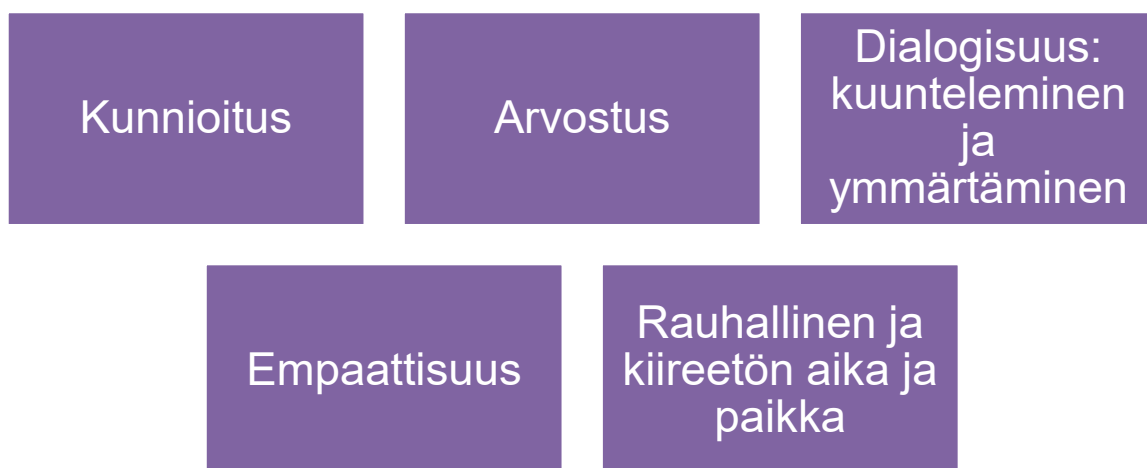 Kunnioitus
Arvostus
Dialogisuus:
kuunteleminen
ja
ymmärtäminen
Empaattisuus
Rauhallinen ja
kiireetön aika ja
paikka